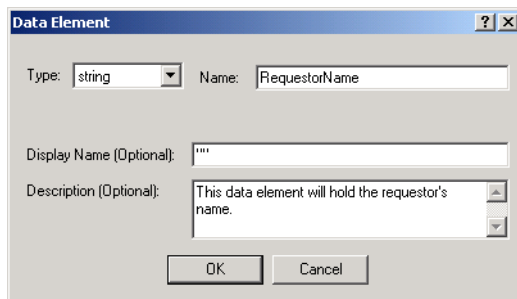 Data Element
Type: string Name: RequestorName
Display Name (Optional): ""
Description (Optional): This data element will hold the requestor's
name.
OK Cancel